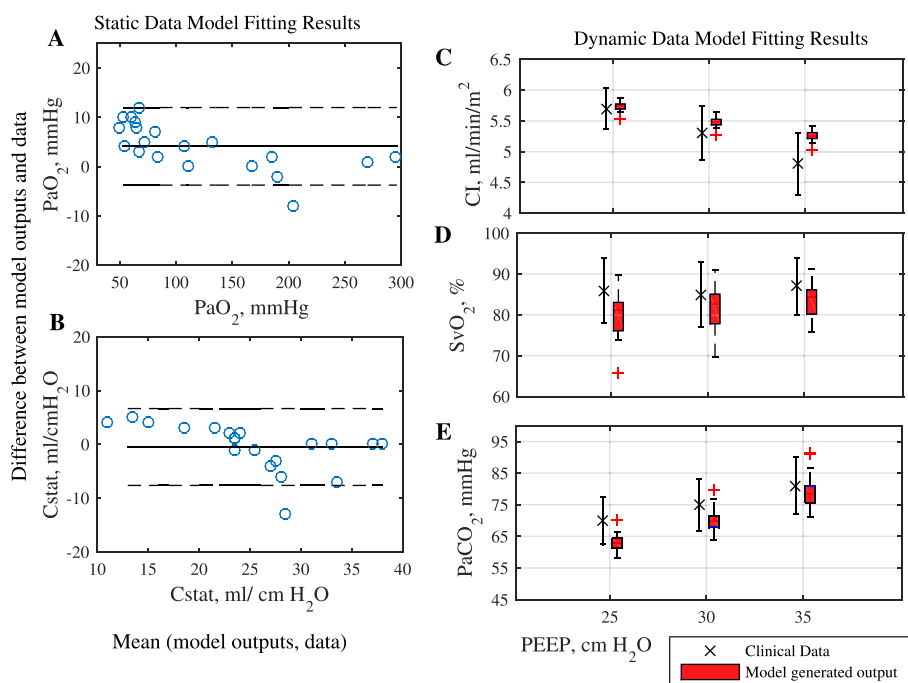 Static Data Model Fitting Results
Difference between model outputs and data
A
PaO2, mmHg
20
10
0
-10
-20
50
100
150
200
250
300
PaO2, mmHg
B
Cstat, ml/cmH2O
20
10
0
-10
-20
10
15
20
25
30
35
40
Cstat, ml/ cm H2O
Mean (model outputs, data)
Dynamic Data Model Fitting Results
C
CI, ml/min/m2
6.5
6
5.5
5
4.5
4
D
SvO2, %
100
90
80
70
60
E
PaCO2, mmHg
95
85
75
65
55
45
25
30
35
PEEP, cm H2O
Clinical Data
Model generated output